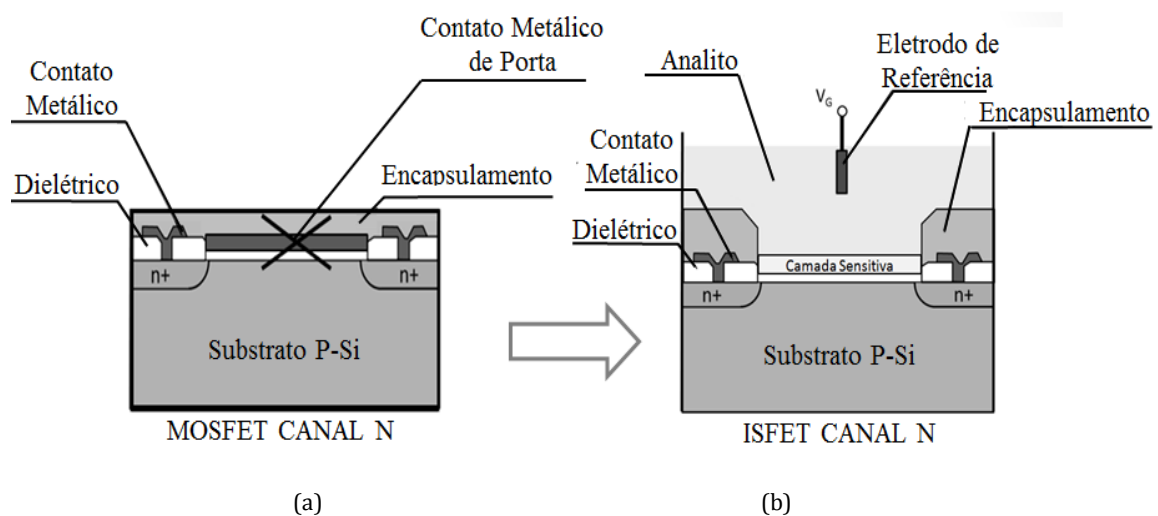 Contato Metálico
de Porta
Contato
Metálico
Dielétrico
Encapsulamento
n+
n+
Substrato P-Si
MOSFET CANAL N
(a)
Eletrodo de
Referência
Analito
V_G
Encapsulamento
Contato
Metálico
Dielétrico
Camada Sensitiva
n+
n+
Substrato P-Si
ISFET CANAL N
(b)